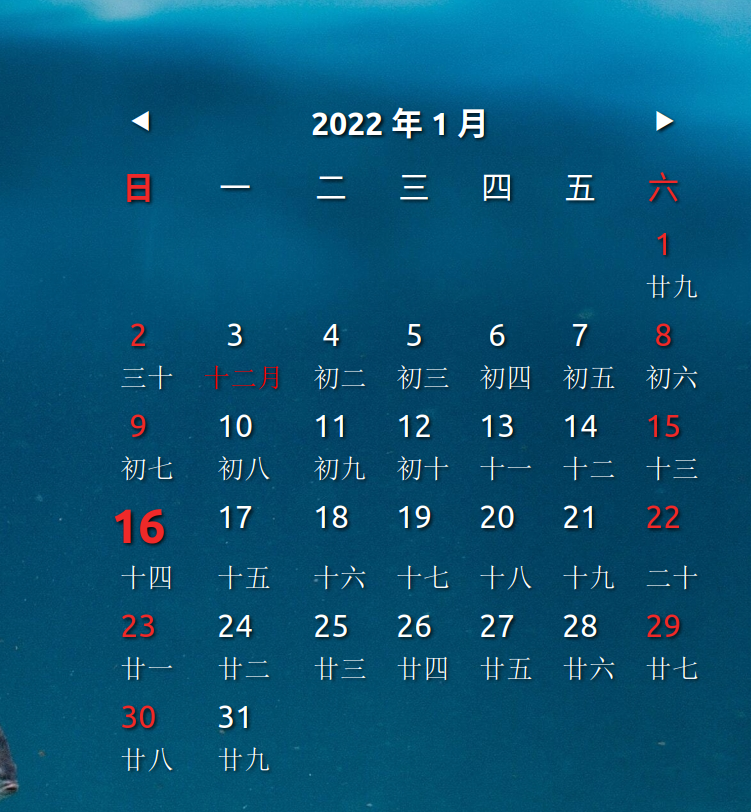 ◀ 2022 年 1 月 ▶
日 一 二 三 四 五 六
1
廿九
2 3 4 5 6 7 8
三十 十二月 初二 初三 初四 初五 初六
9 10 11 12 13 14 15
初七 初八 初九 初十 十一 十二 十三
16 17 18 19 20 21 22
十四 十五 十六 十七 十八 十九 二十
23 24 25 26 27 28 29
廿一 廿二 廿三 廿四 廿五 廿六 廿七
30 31
廿八 廿九